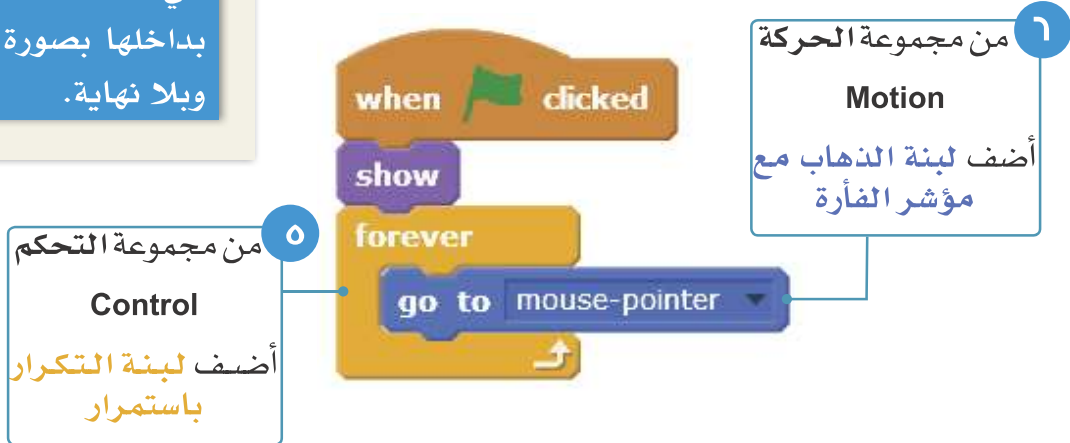 بداخلها بصورة
وبلا نهاية.
when clicked
show
forever
go to mouse-pointer
٥
من مجموعة التحكم
Control
أضف لبنة التكرار
باستمرار
٦
من مجموعة الحركة
Motion
أضف لبنة الذهاب مع
مؤشر الفأرة